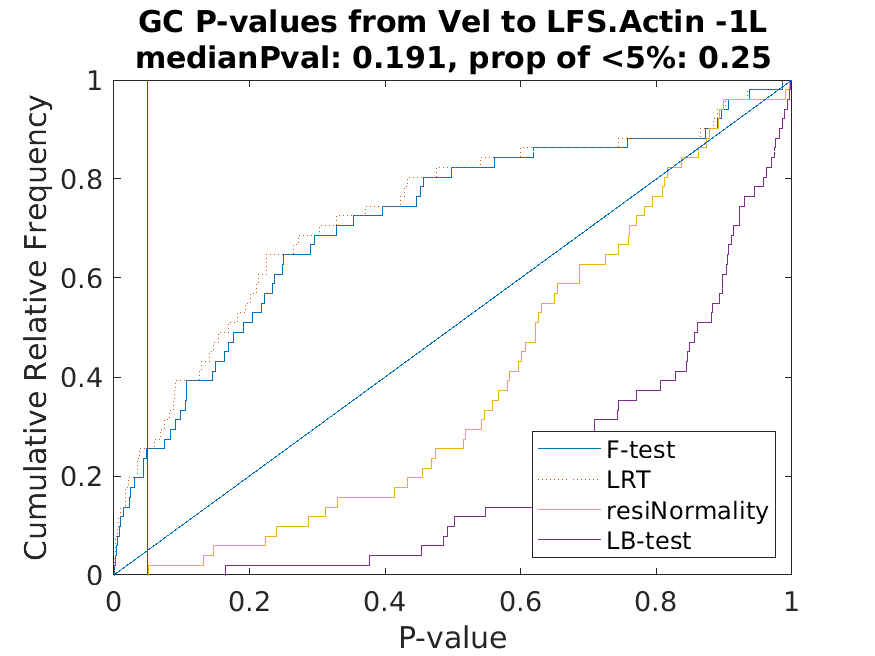 GC P-values from Vel to LFS.Actin -1L
medianPval: 0.191, prop of <5%: 0.25
Cumulative Relative Frequency
1
0.8
0.6
0.4
0.2
0
0
0.2
0.4
0.6
0.8
1
P-value
F-test
LRT
resiNormality
LB-test